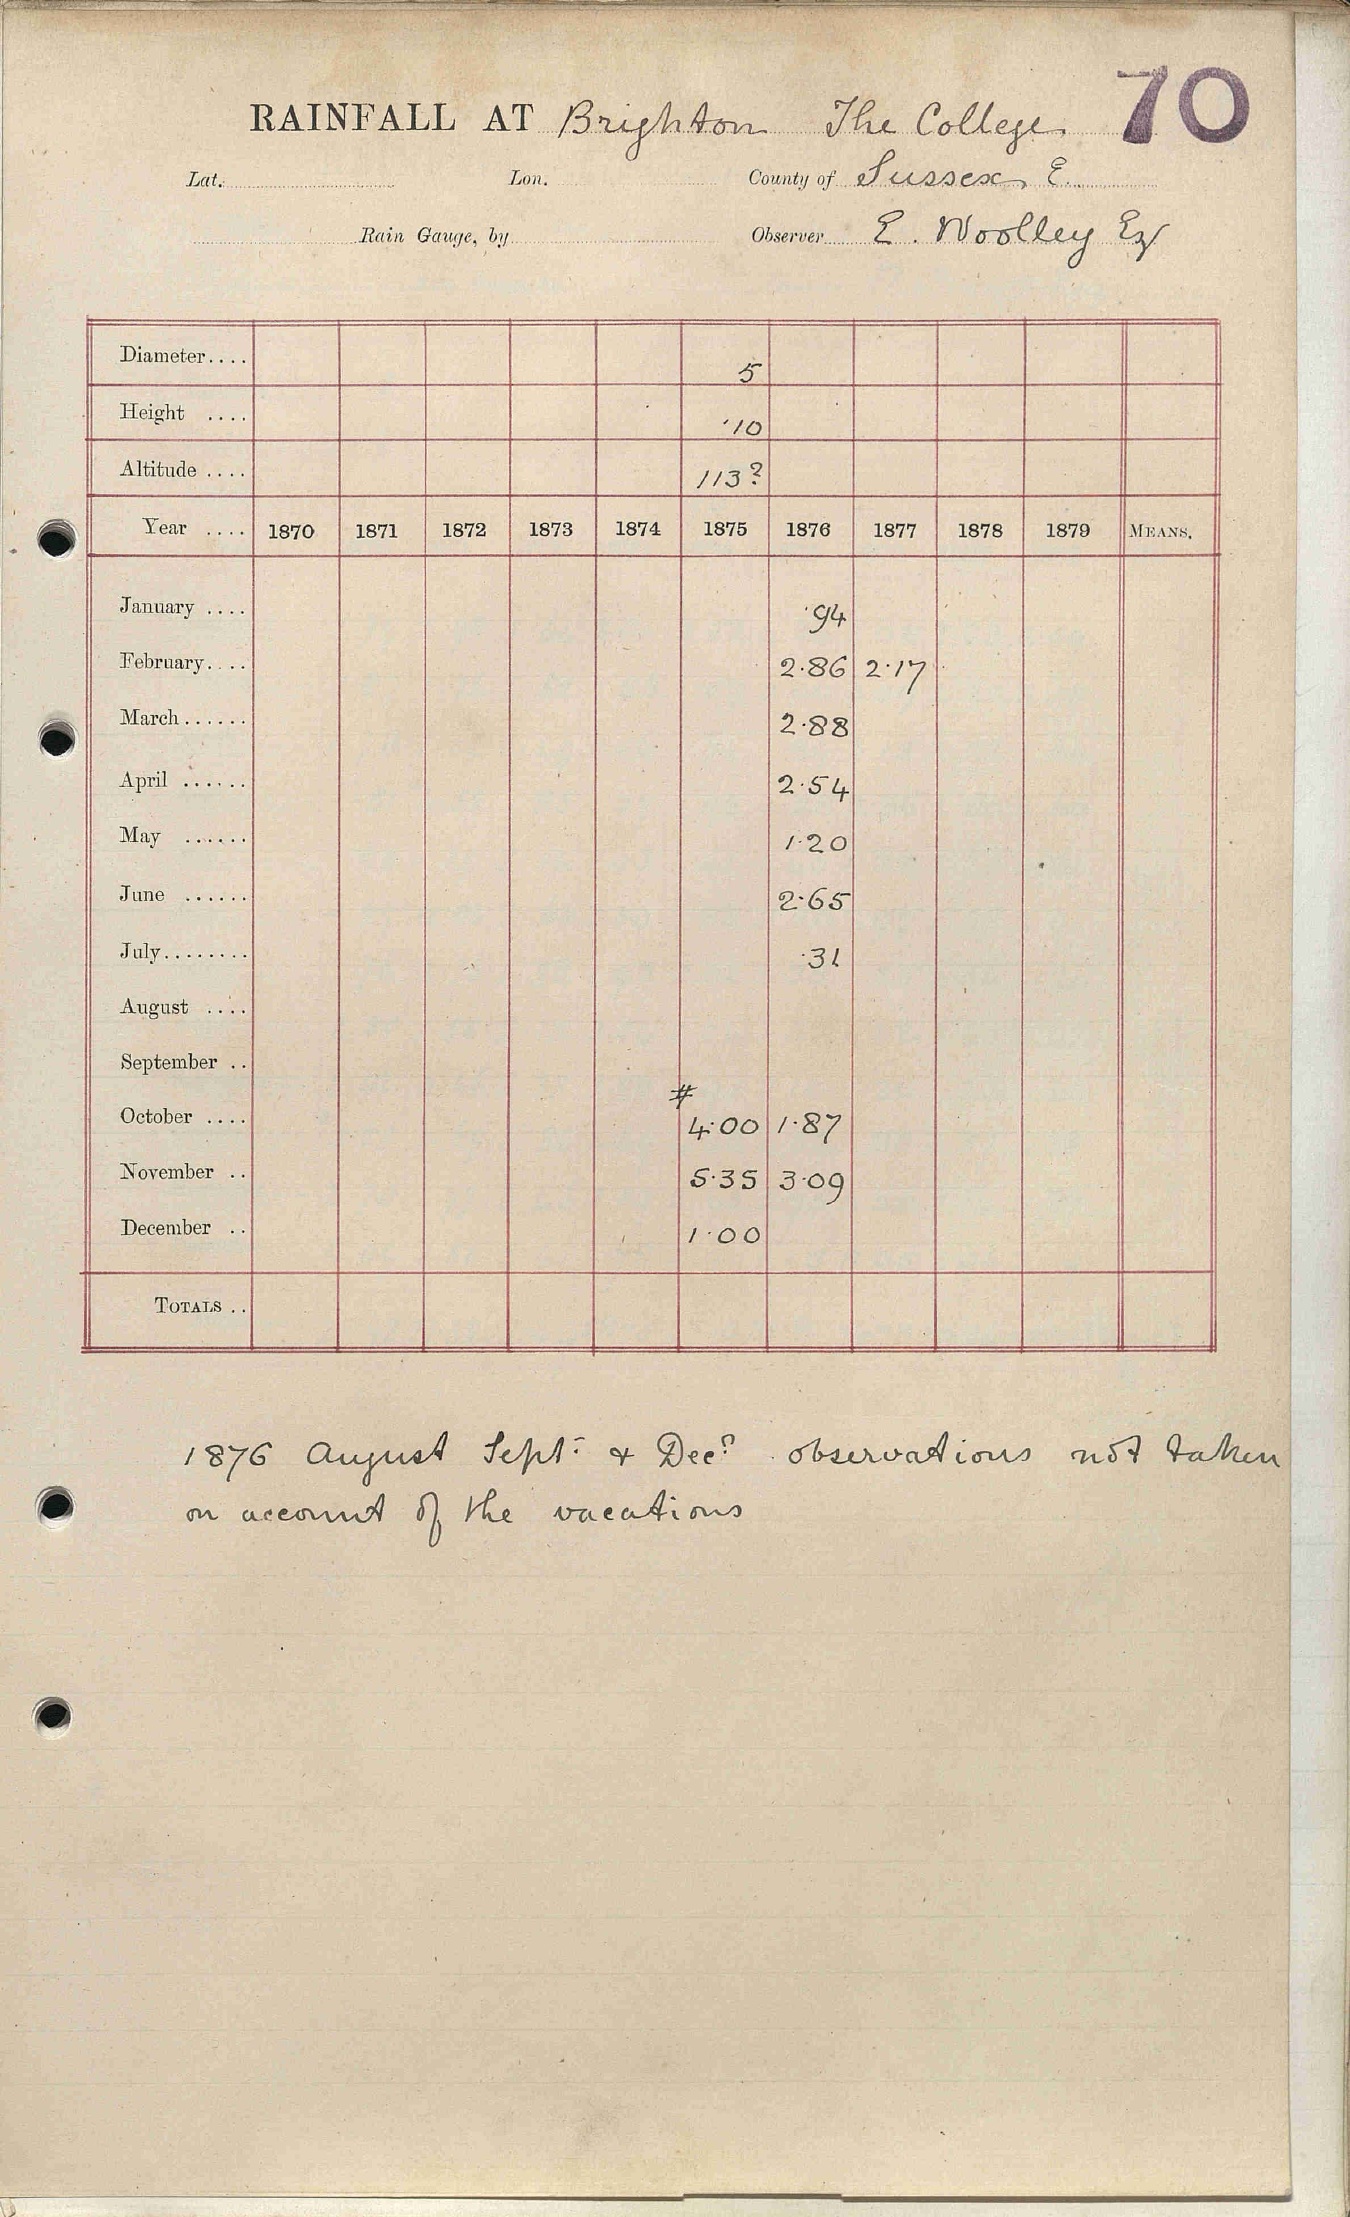 70
RAINFALL AT Brighton The College
Lat. Lon. County of Sussex E.
Rain Gauge, by Observer E. Woolley Esq
Diameter.... 5
Height .... '10
Altitude .... 113?
Year .... 1870 1871 1872 1873 1874 1875 1876 1877 1878 1879 MEANS.
January .... ·94
February.... 2·86 2·17
March...... 2·88
April ...... 2·54
May ...... 1·20
June ...... 2·65
July........ ·31
August ....
September ..
#
October .... 4·00 1·87
November .. 5·35 3·09
December .. 1·00
TOTALS ..
1876 August Sept. & Decr. observations not taken
on account of the vacations